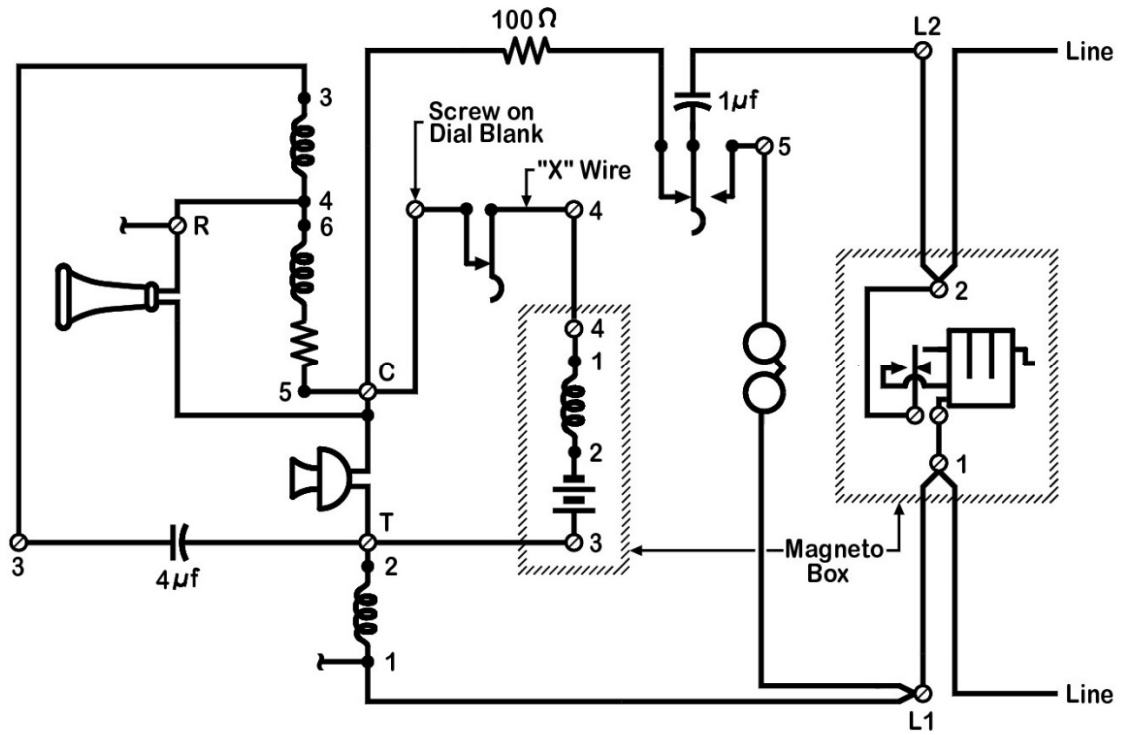 100 Ω
L2
Line
3
1µf
Screw on
Dial Blank
5
"X" Wire
4
4
R
6
2
4
1
5
C
2
1
T
3
3
4µf
2
Magneto
Box
1
L1
Line